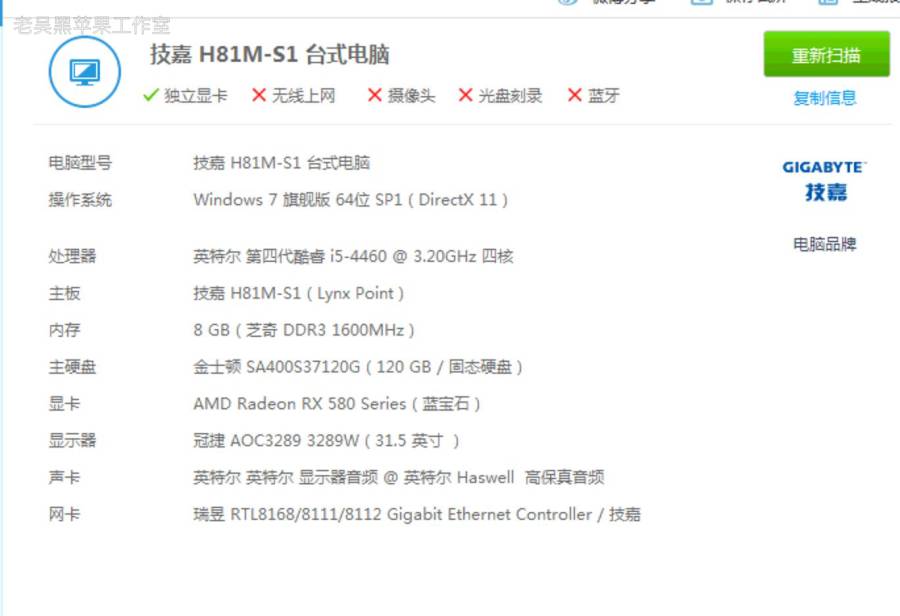 老吴黑苹果工作室
技嘉 H81M-S1 台式电脑
重新扫描
独立显卡 无线上网 摄像头 光盘刻录 蓝牙
复制信息
电脑型号 技嘉 H81M-S1 台式电脑
GIGABYTE™
技嘉
操作系统 Windows 7 旗舰版 64位 SP1 ( DirectX 11 )
电脑品牌
处理器 英特尔 第四代酷睿 i5-4460 @ 3.20GHz 四核
主板 技嘉 H81M-S1 ( Lynx Point )
内存 8 GB ( 芝奇 DDR3 1600MHz )
主硬盘 金士顿 SA400S37120G ( 120 GB / 固态硬盘 )
显卡 AMD Radeon RX 580 Series ( 蓝宝石 )
显示器 冠捷 AOC3289 3289W ( 31.5 英寸 )
声卡 英特尔 英特尔 显示器音频 @ 英特尔 Haswell 高保真音频
网卡 瑞昱 RTL8168/8111/8112 Gigabit Ethernet Controller / 技嘉